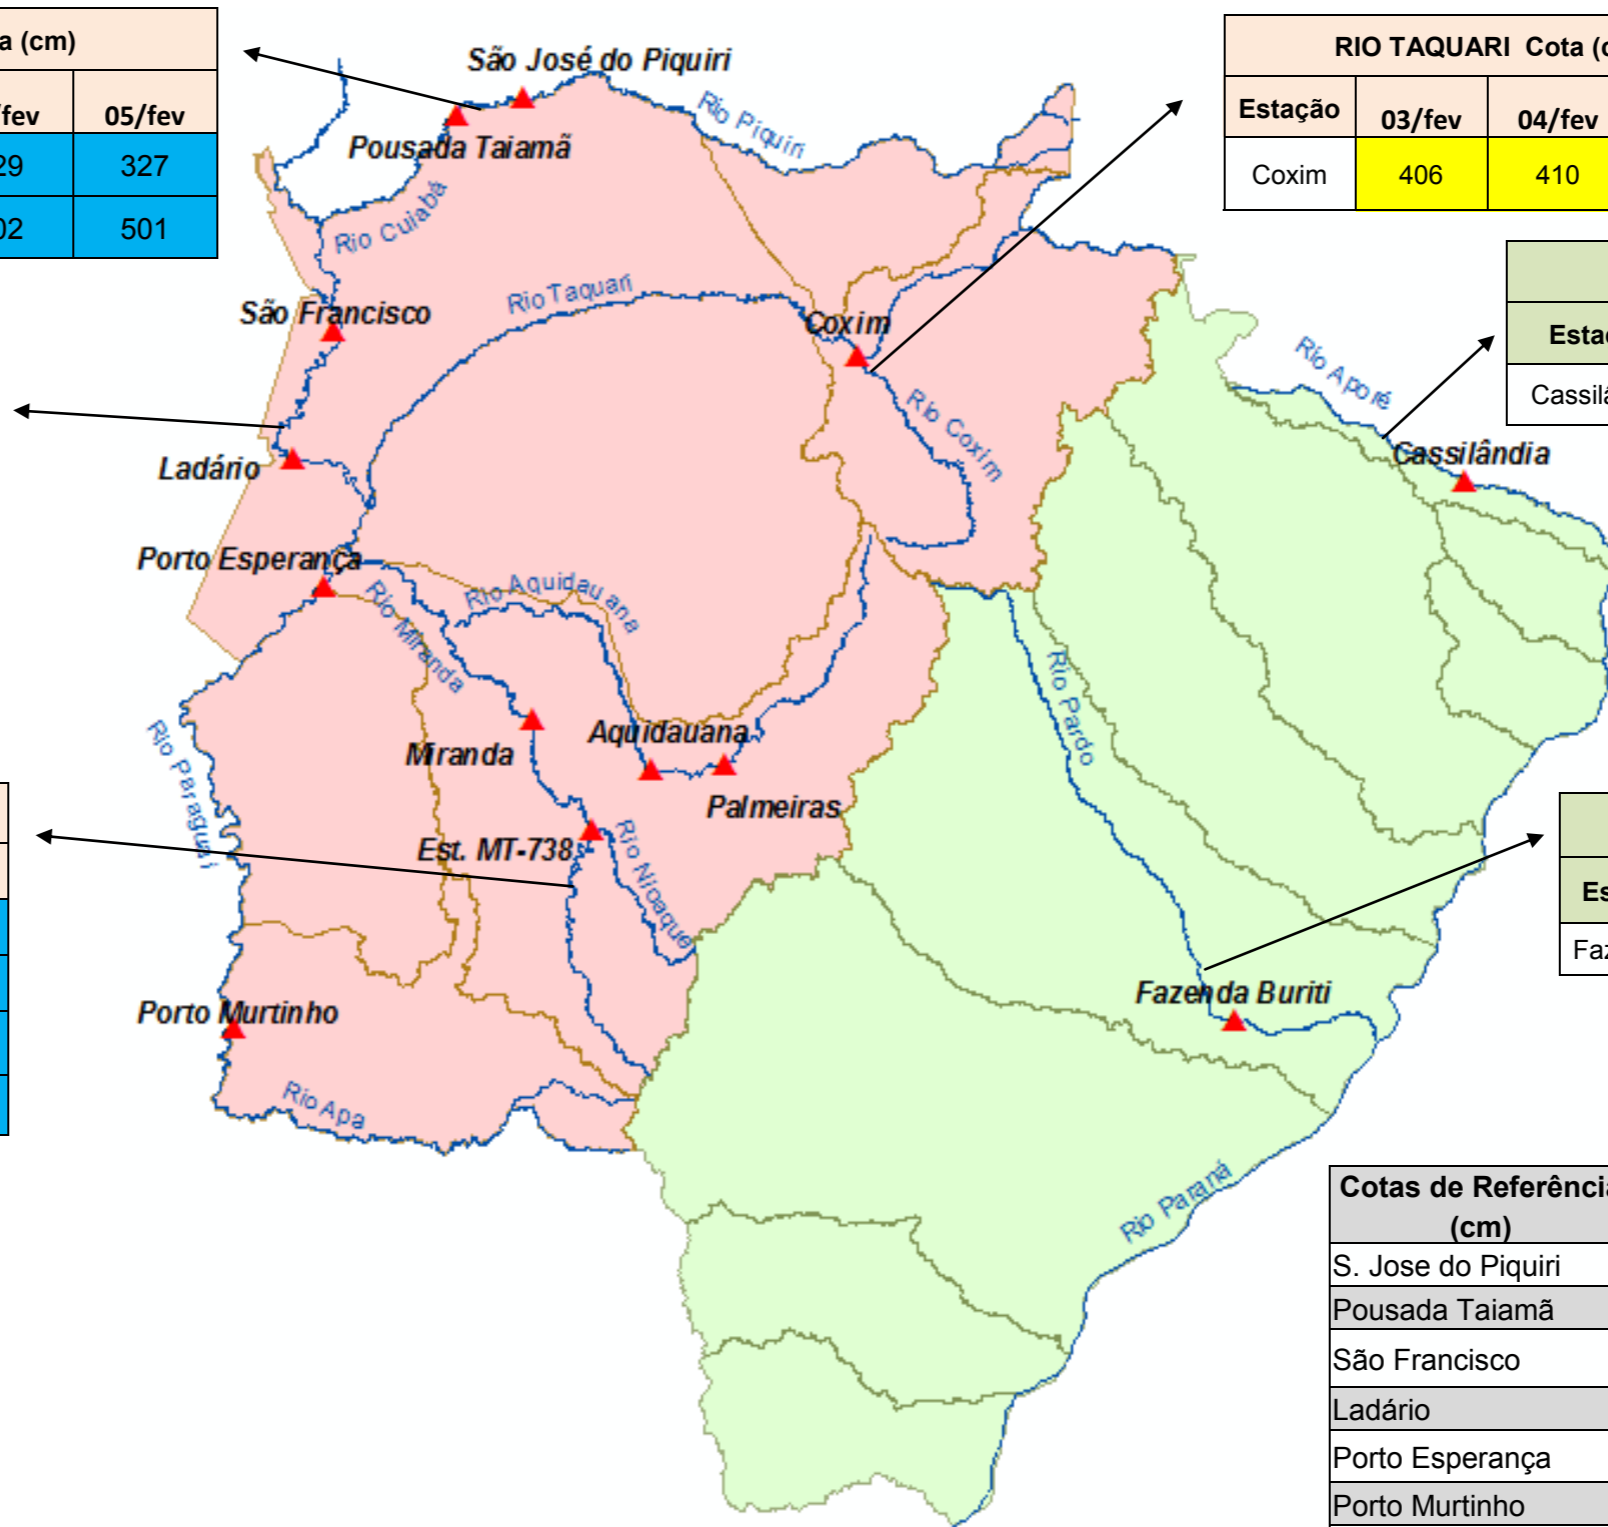 a (cm)
/fev 05/fev
29 327
02 501
RIO TAQUARI Cota (c
Estação 03/fev 04/fev
Coxim 406 410
São José do Piquiri
Pousada Taiamã
Rio Piquiri
Rio Cuiabá
São Francisco
Rio Taquari
Coxim
Rio Coxim
Ladário
Porto Esperança
Rio Miranda
Rio Aquidauana
Rio Aporé
Cassilândia
Esta
Cassilâ
Rio Pardo
Rio Paraguai
Miranda
Aquidauana
Palmeiras
Est. MT-738
Rio Nioaque
Es
Faz
Fazenda Buriti
Porto Murtinho
Rio Apa
Rio Paraná
Cotas de Referência
(cm)
S. Jose do Piquiri
Pousada Taiamã
São Francisco
Ladário
Porto Esperança
Porto Murtinho